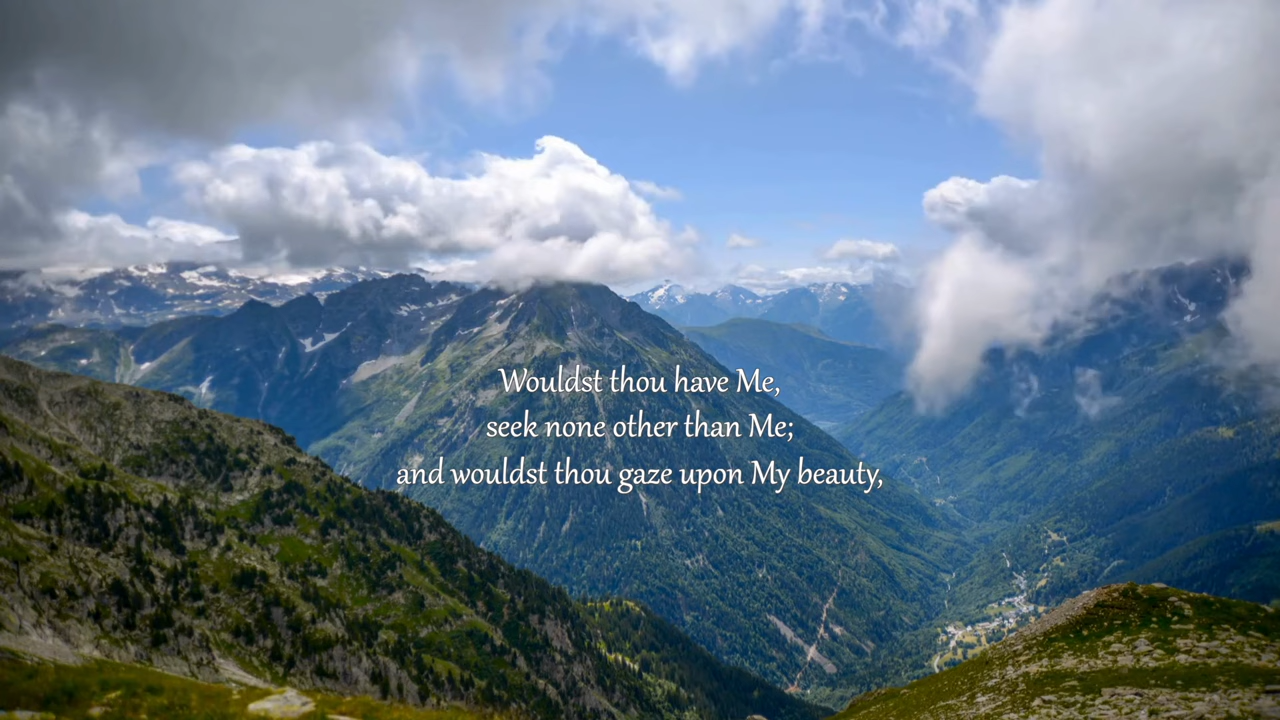 Wouldst thou have Me,
seek none other than Me;
and wouldst thou gaze upon My beauty,